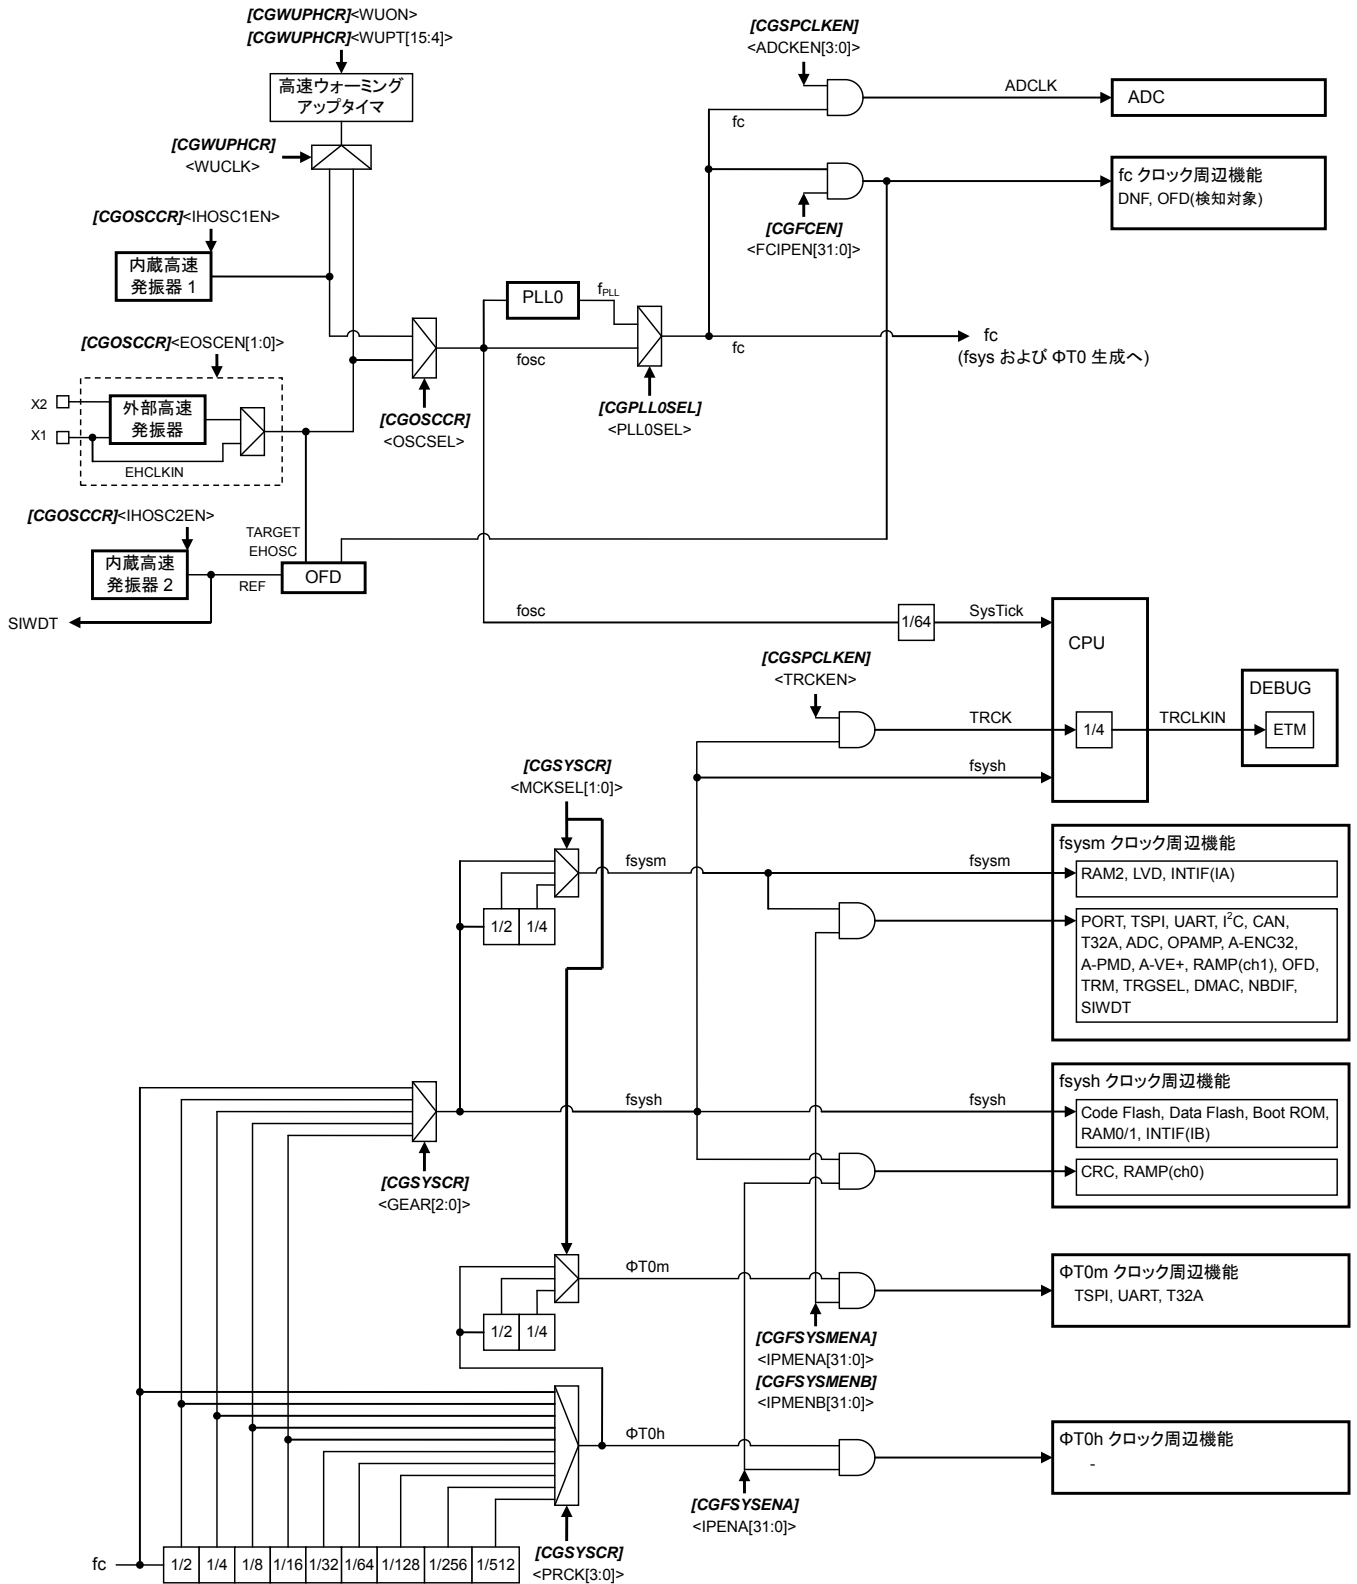 [CGWUPHCR]<WUON>
[CGWUPHCR]<WUPT[15:4]>
高速ウォーミング
アップタイマ
[CGWUPHCR]
<WUCLK>
[CGSPCLKEN]
<ADCKEN[3:0]>
fc
ADCLK
ADC
[CGFCEN]
<FCIPEN[31:0]>
fc クロック周辺機能
DNF, OFD(検知対象)
[CGOSCCR]<IHOSC1EN>
内蔵高速
発振器 1
[CGOSCCR]<EOSCEN[1:0]>
X2
X1
外部高速
発振器
EHCLKIN
[CGOSCCR]
<OSCSEL>
PLL0
fPLL
fosc
[CGPLL0SEL]
<PLL0SEL>
fc
fc
(fsys および ΦT0 生成へ)
[CGOSCCR]<IHOSC2EN>
内蔵高速
発振器 2
TARGET
EHOSC
REF
OFD
SIWDT
fosc
1/64
SysTick
CPU
[CGSPCLKEN]
<TRCKEN>
TRCK
1/4
TRCLKIN
DEBUG
ETM
fsysh
[CGSYSCR]
<MCKSEL[1:0]>
1/2
1/4
fsysm
fsysm
fsysm クロック周辺機能
RAM2, LVD, INTIF(IA)
PORT, TSPI, UART, I2C, CAN,
T32A, ADC, OPAMP, A-ENC32,
A-PMD, A-VE+, RAMP(ch1), OFD,
TRM, TRGSEL, DMAC, NBDIF,
SIWDT
[CGSYSCR]
<GEAR[2:0]>
fsysh
fsysh
fsysh クロック周辺機能
Code Flash, Data Flash, Boot ROM,
RAM0/1, INTIF(IB)
CRC, RAMP(ch0)
1/2
1/4
ΦT0m
[CGFSYSMENA]
<IPMENA[31:0]>
[CGFSYSMENB]
<IPMENB[31:0]>
ΦT0m クロック周辺機能
TSPI, UART, T32A
ΦT0h
[CGFSYSENA]
<IPENA[31:0]>
ΦT0h クロック周辺機能
-
fc
1/2
1/4
1/8
1/16
1/32
1/64
1/128
1/256
1/512
[CGSYSCR]
<PRCK[3:0]>